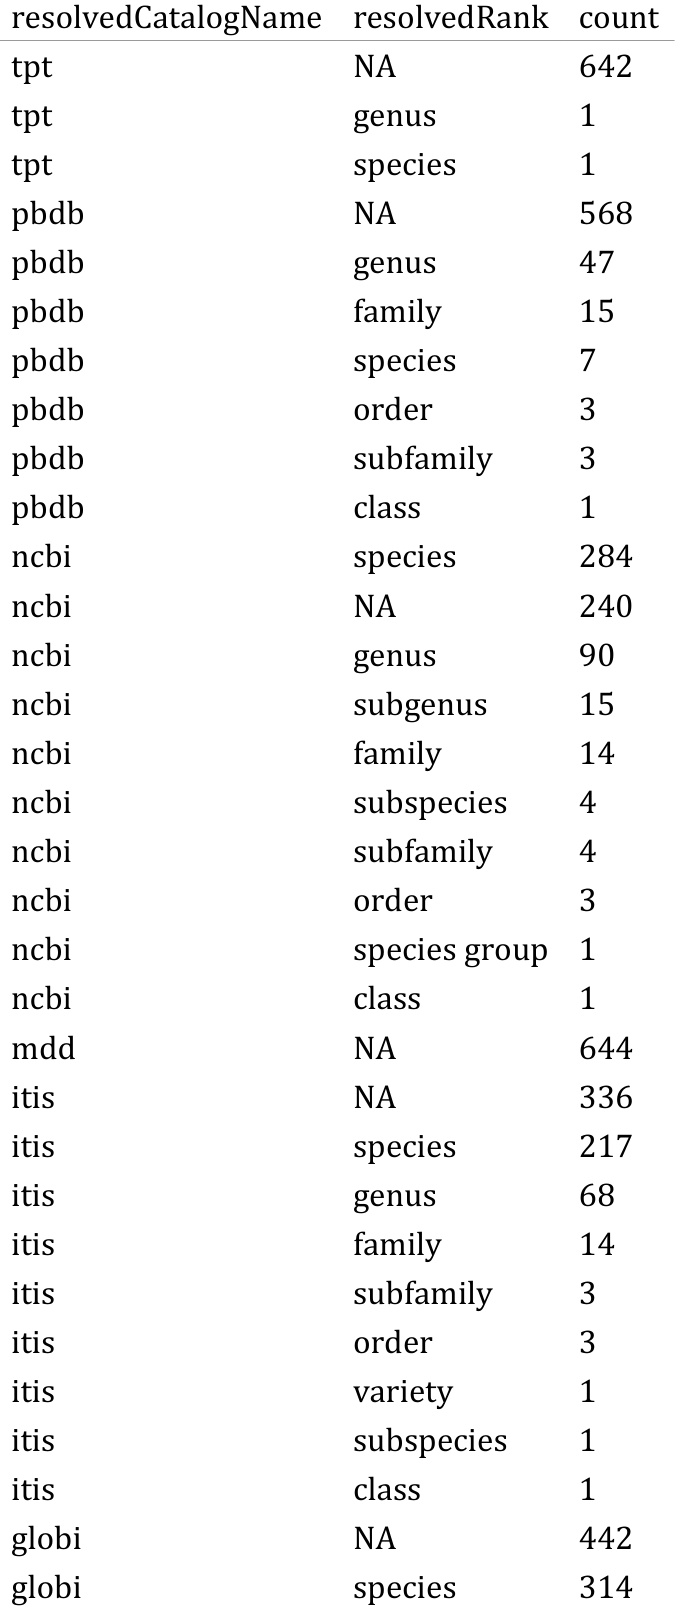 resolvedCatalogName resolvedRank count
tpt NA 642
tpt genus 1
tpt species 1
pbdb NA 568
pbdb genus 47
pbdb family 15
pbdb species 7
pbdb order 3
pbdb subfamily 3
pbdb class 1
ncbi species 284
ncbi NA 240
ncbi genus 90
ncbi subgenus 15
ncbi family 14
ncbi subspecies 4
ncbi subfamily 4
ncbi order 3
ncbi species group 1
ncbi class 1
mdd NA 644
itis NA 336
itis species 217
itis genus 68
itis family 14
itis subfamily 3
itis order 3
itis variety 1
itis subspecies 1
itis class 1
globi NA 442
globi species 314